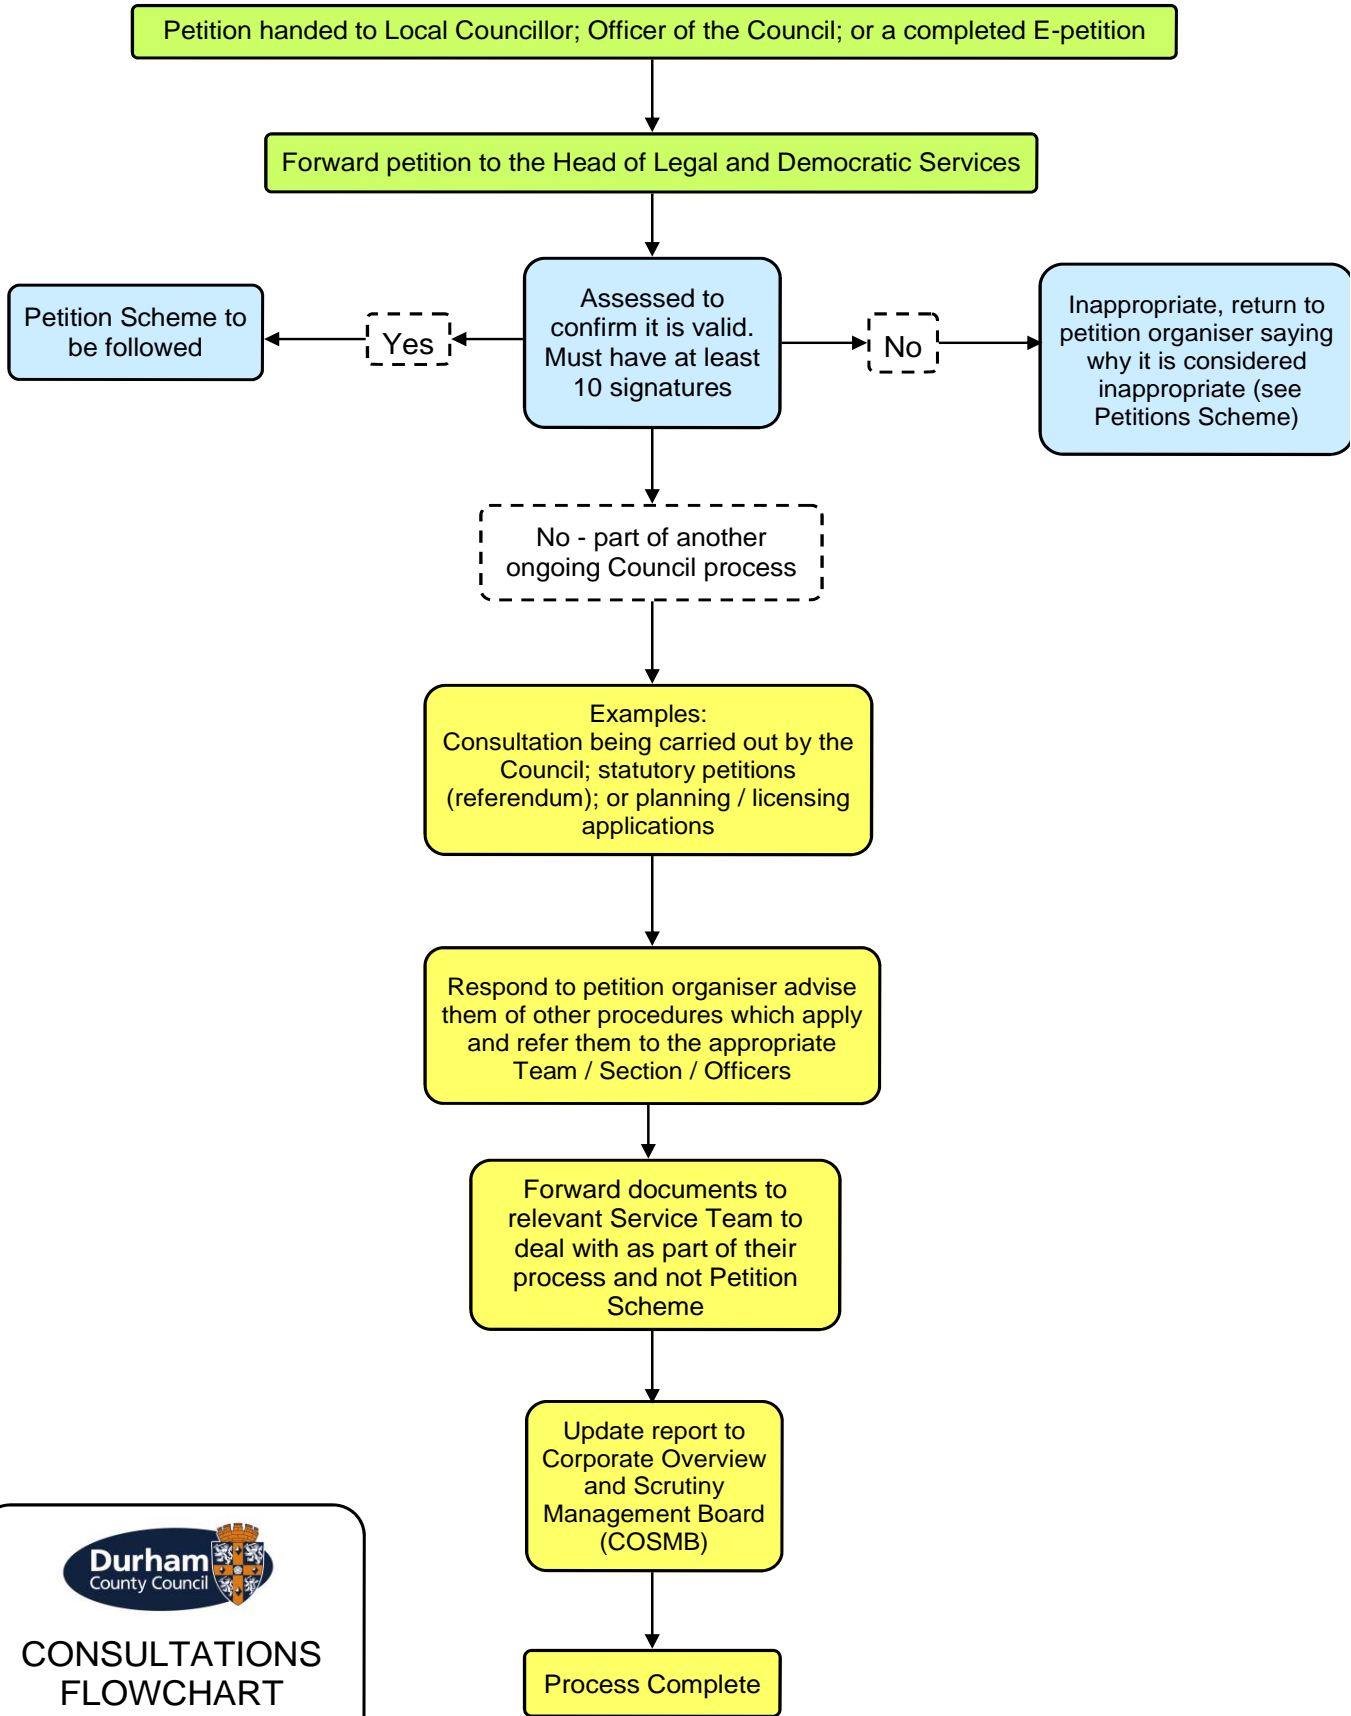 Petition handed to Local Councillor; Officer of the Council; or a completed E-petition
Forward petition to the Head of Legal and Democratic Services
Petition Scheme to
be followed
Yes
Assessed to
confirm it is valid.
Must have at least
10 signatures
No
Inappropriate, return to
petition organiser saying
why it is considered
inappropriate (see
Petitions Scheme)
No - part of another
ongoing Council process
Examples:
Consultation being carried out by the
Council; statutory petitions
(referendum); or planning / licensing
applications
Respond to petition organiser advise
them of other procedures which apply
and refer them to the appropriate
Team / Section / Officers
Forward documents to
relevant Service Team to
deal with as part of their
process and not Petition
Scheme
Update report to
Corporate Overview
and Scrutiny
Management Board
(COSMB)
Process Complete
Durham
County Council
CONSULTATIONS
FLOWCHART